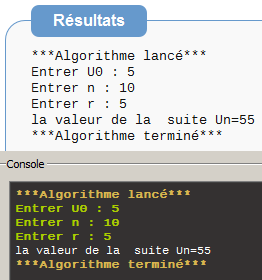 Résultats
***Algorithme lancé***
Entrer U0 : 5
Entrer n : 10
Entrer r : 5
la valeur de la  suite Un=55
***Algorithme terminé***
Console
***Algorithme lancé***
Entrer U0 : 5
Entrer n : 10
Entrer r : 5
la valeur de la  suite Un=55
***Algorithme terminé***